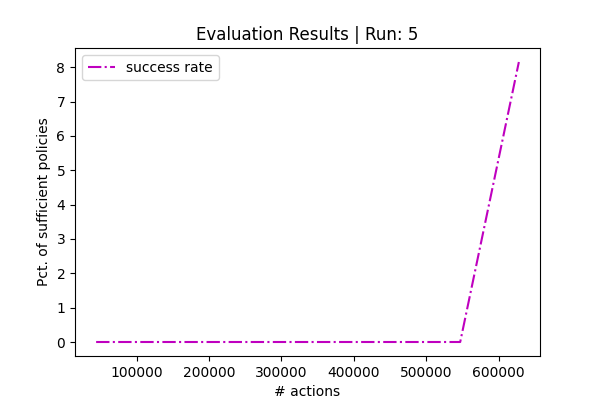 Evaluation Results | Run: 5
success rate
Pct. of sufficient policies
8
7
6
5
4
3
2
1
0
100000 200000 300000 400000 500000 600000
# actions